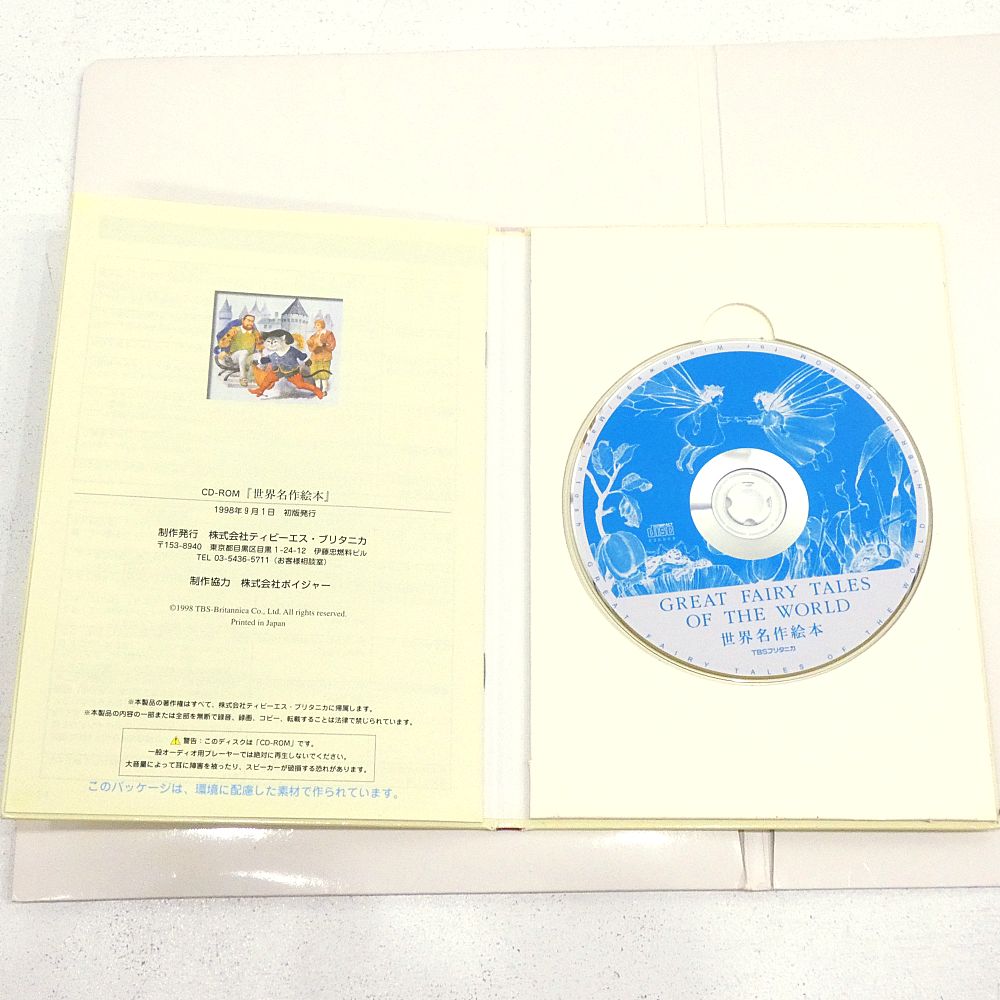 CD-ROM『世界名作絵本』
1998年9月1日 初版発行
制作発行 株式会社ティビーエス・ブリタニカ
〒153-8940 東京都目黒区目黒1-24-12 伊藤忠燃料ビル
TEL 03-5436-5711（お客様相談室）
制作協力 株式会社ボイジャー
©1998 TBS-Britannica Co., Ltd. All rights reserved.
Printed in Japan
※本製品の著作権はすべて、株式会社ティビーエス・ブリタニカに帰属します。
※本製品の内容の一部または全部を無断で録音、録画、コピー、転載することは法律で禁じられています。
警告：このディスクは「CD-ROM」です。
一般オーディオ用プレーヤーでは絶対に再生しないでください。
大音量によって耳に障害を被ったり、スピーカーが破損する恐れがあります。
このパッケージは、環境に配慮した素材で作られています。
GREAT FAIRY TALES
OF THE WORLD
世界名作絵本
TBSブリタニカ
GREAT FAIRY TALES OF THE WORLD
HYBRID CD-ROM for Windows & Macintosh
COMPACT
disc